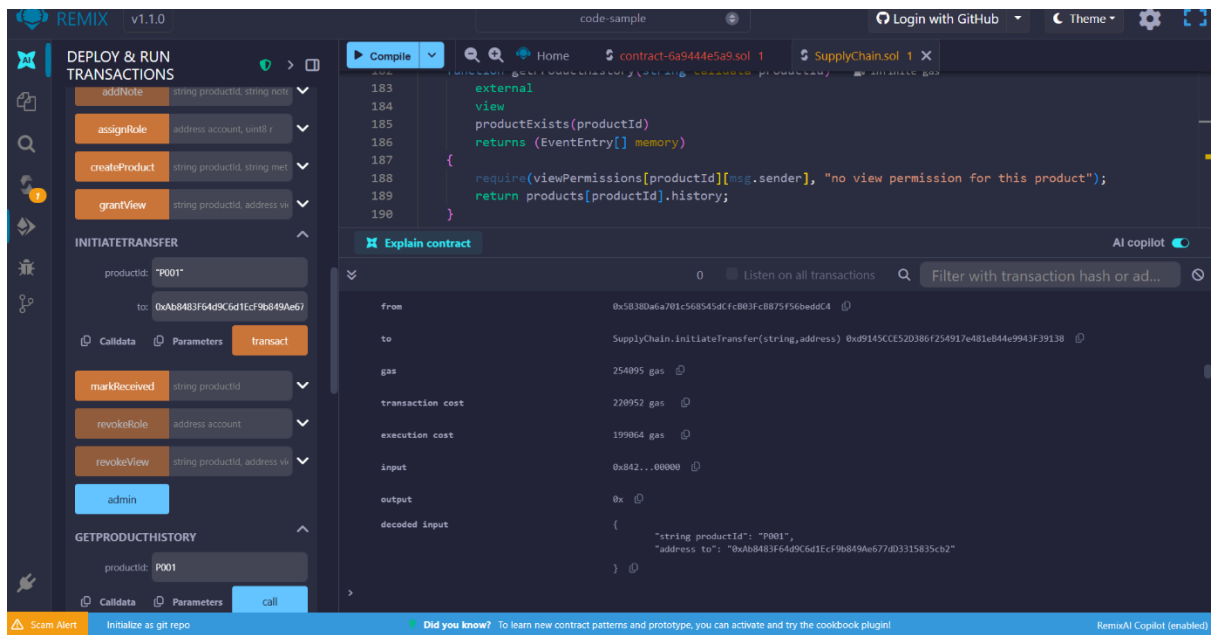 REMIX v1.1.0
code-sample
Login with GitHub
Theme
DEPLOY & RUN
TRANSACTIONS
addNote string productId, string note
assignRole address account, uint8 r
createProduct string productId, string met
grantView string productId, address vi
INITIATETRANSFER
productId: "P001"
to: 0xAb8483F64d9C6d1EcF9b849Ae67
Calldata Parameters transact
markReceived string productId
revokeRole address account
revokeView string productId, address vi
admin
GETPRODUCTHISTORY
productId: P001
Calldata Parameters call
Compile Home contract-6a9444e5a9.sol 1 SupplyChain.sol 1
182 function getProductHistory(string calldata productId) infinite gas
183 external
184 view
185 productExists(productId)
186 returns (EventEntry[] memory)
187 {
188 require(viewPermissions[productId][msg.sender], "no view permission for this product");
189 return products[productId].history;
190 }
Explain contract AI copilot
0 Listen on all transactions Filter with transaction hash or ad...
from 0x5B38Da6a701c568545dCfcB03FcB875f56beddC4
to SupplyChain.initiateTransfer(string,address) 0xd9145CCE52D386f254917e481eB44e9943F39138
gas 254095 gas
transaction cost 220952 gas
execution cost 199064 gas
input 0x842...00000
output 0x
decoded input {
"string productId": "P001",
"address to": "0xAb8483F64d9C6d1EcF9b849Ae677dD3315835cb2"
}
>
Scam Alert Initialize as git repo Did you know? To learn new contract patterns and prototype, you can activate and try the cookbook plugin! RemixAI Copilot (enabled)